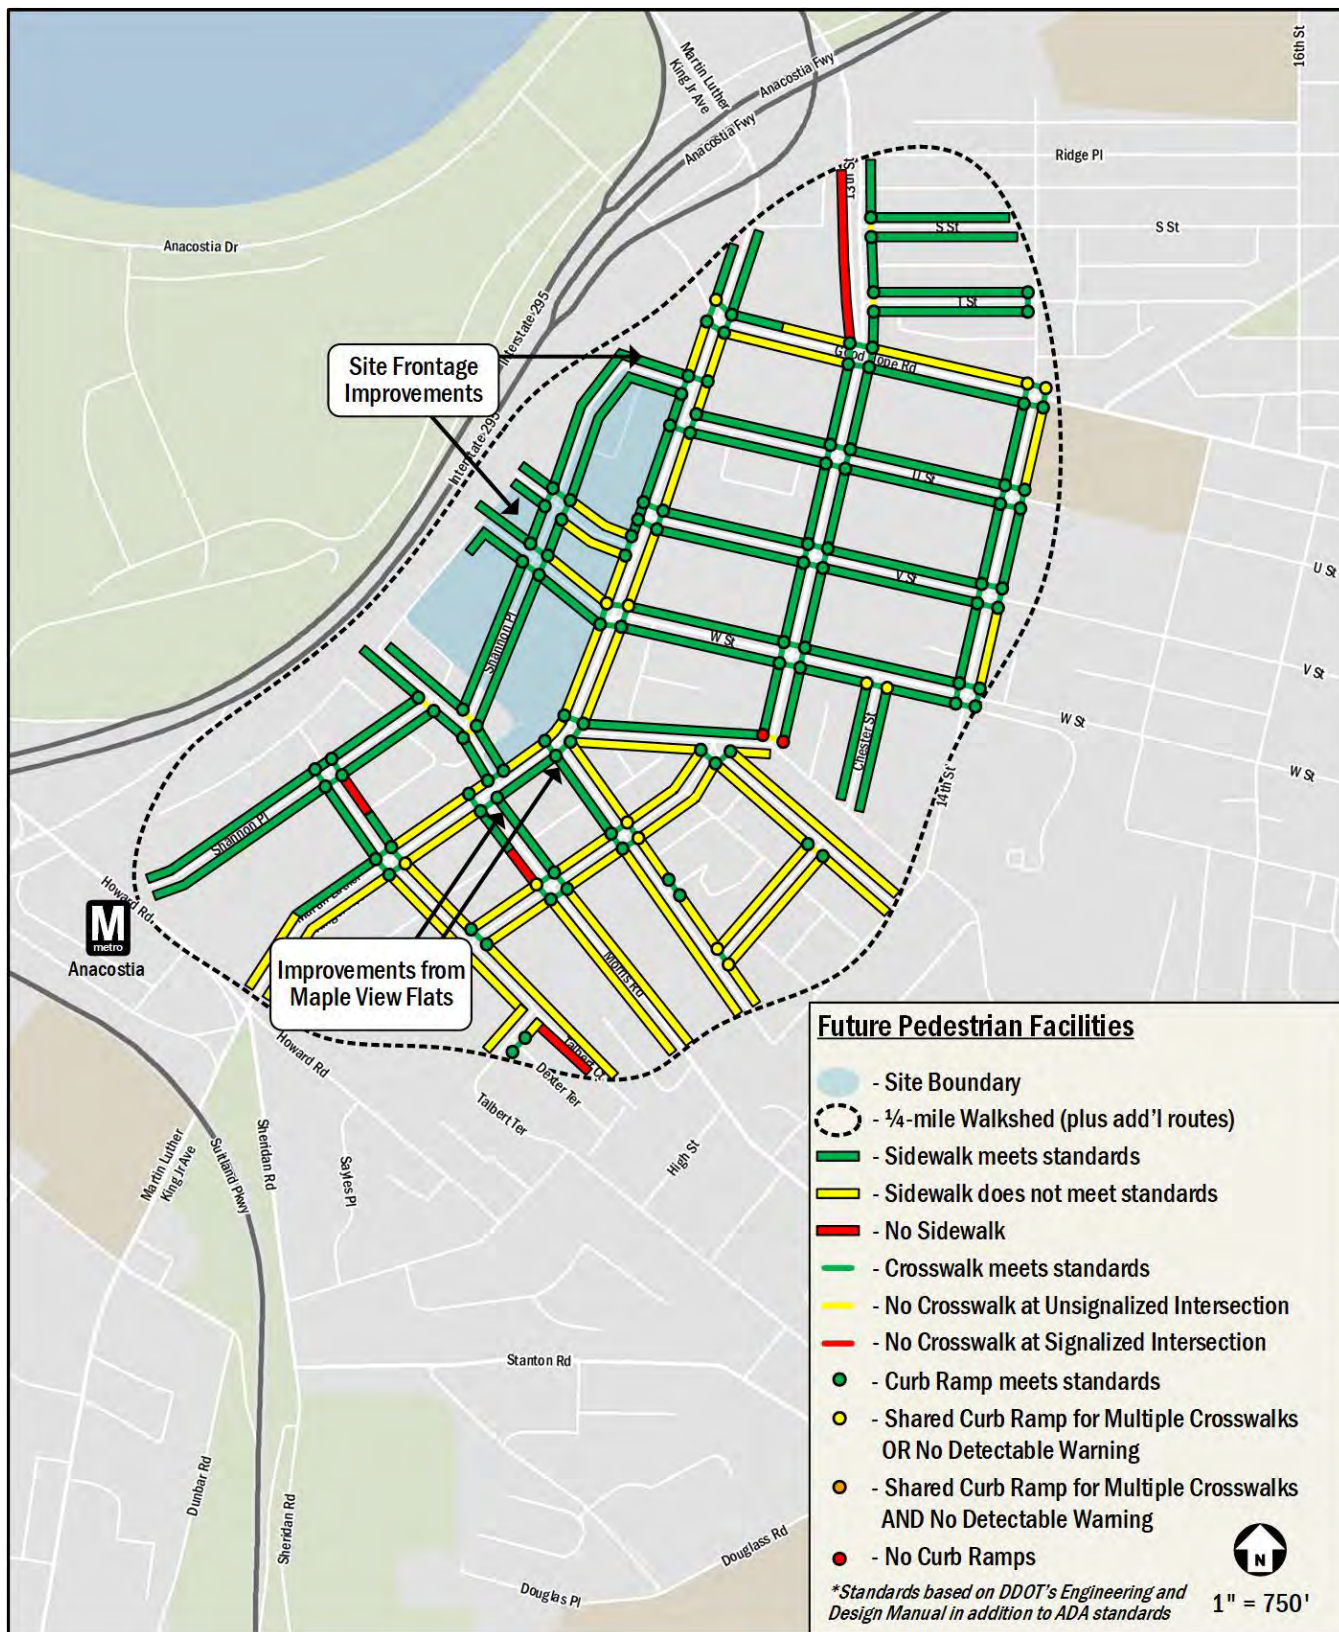 Martin Luther
King Jr Ave
Anacostia Fwy
Anacostia Fwy
16th St
Ridge Pl
13th St
S St
S St
Anacostia Dr
T St
Interstate 295
Site Frontage
Improvements
Good Hope Rd
Interstate 295
U St
U St
V St
V St
W St
W St
W St
Shannon Pl
Chester St
14th St
Shannon Pl
Howard Rd
M
metro
Anacostia
Improvements from
Maple View Flats
Morris Rd
Talbert Ct
Dexter Ter
Talbert Ter
Howard Rd
High St
Martin Luther
King Jr Ave
Suitland Pkwy
Sheridan Rd
Sayles Pl
Stanton Rd
Dunbar Rd
Sheridan Rd
Douglas Pl
Douglass Rd
Future Pedestrian Facilities
- Site Boundary
- ¼-mile Walkshed (plus add'l routes)
- Sidewalk meets standards
- Sidewalk does not meet standards
- No Sidewalk
- Crosswalk meets standards
- No Crosswalk at Unsignalized Intersection
- No Crosswalk at Signalized Intersection
- Curb Ramp meets standards
- Shared Curb Ramp for Multiple Crosswalks
OR No Detectable Warning
- Shared Curb Ramp for Multiple Crosswalks
AND No Detectable Warning
- No Curb Ramps
*Standards based on DDOT's Engineering and
Design Manual in addition to ADA standards
N
1" = 750'